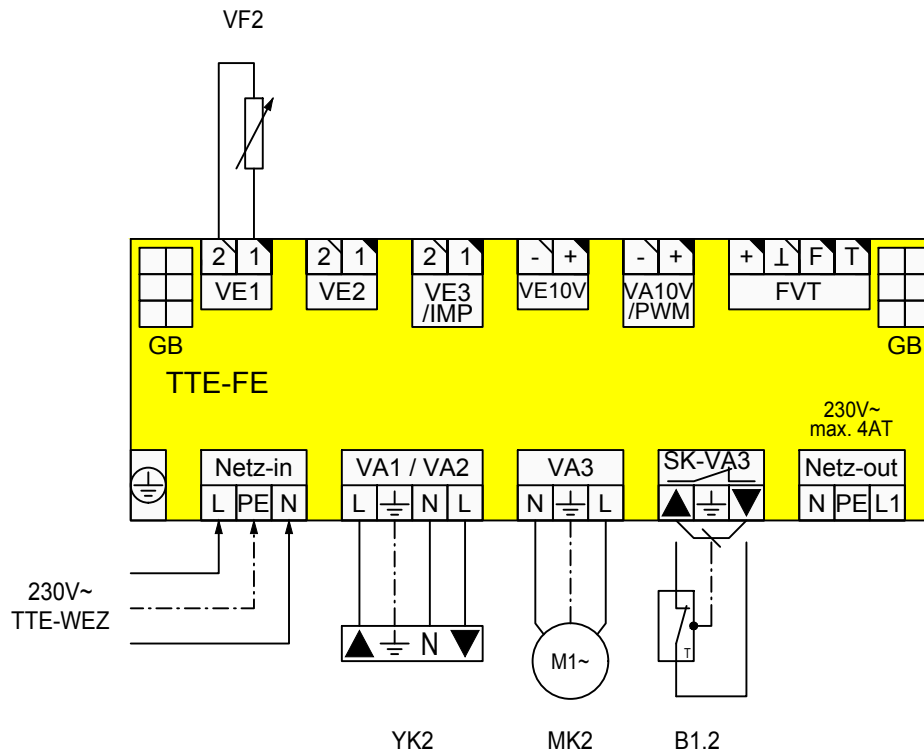 VF2
2 1
VE1
2 1
VE2
2 1
VE3
/IMP
- +
VE10V
- +
VA10V
/PWM
+ ⊥ F T
FVT
GB
GB
TTE-FE
230V~
max. 4AT
Netz-in
L PE N
VA1 / VA2
L N L
VA3
N L
SK-VA3
Netz-out
N PE L1
230V~
TTE-WEZ
N
M1~
T
YK2
MK2
B1.2